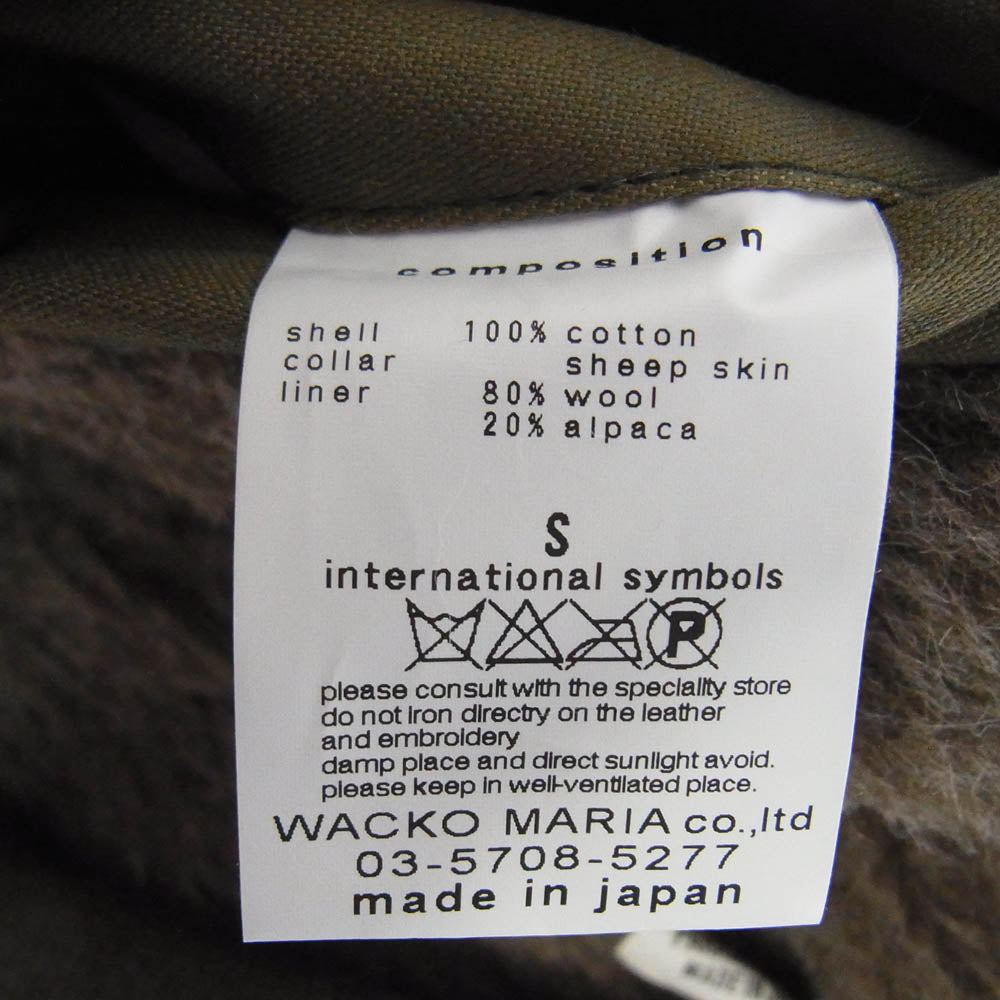 composition
shell 100% cotton
collar sheep skin
liner 80% wool
20% alpaca
S
international symbols
P
please consult with the speciality store
do not iron directry on the leather
and embroidery
damp place and direct sunlight avoid.
please keep in well-ventilated place.
WACKO MARIA co.,ltd
03-5708-5277
made in japan